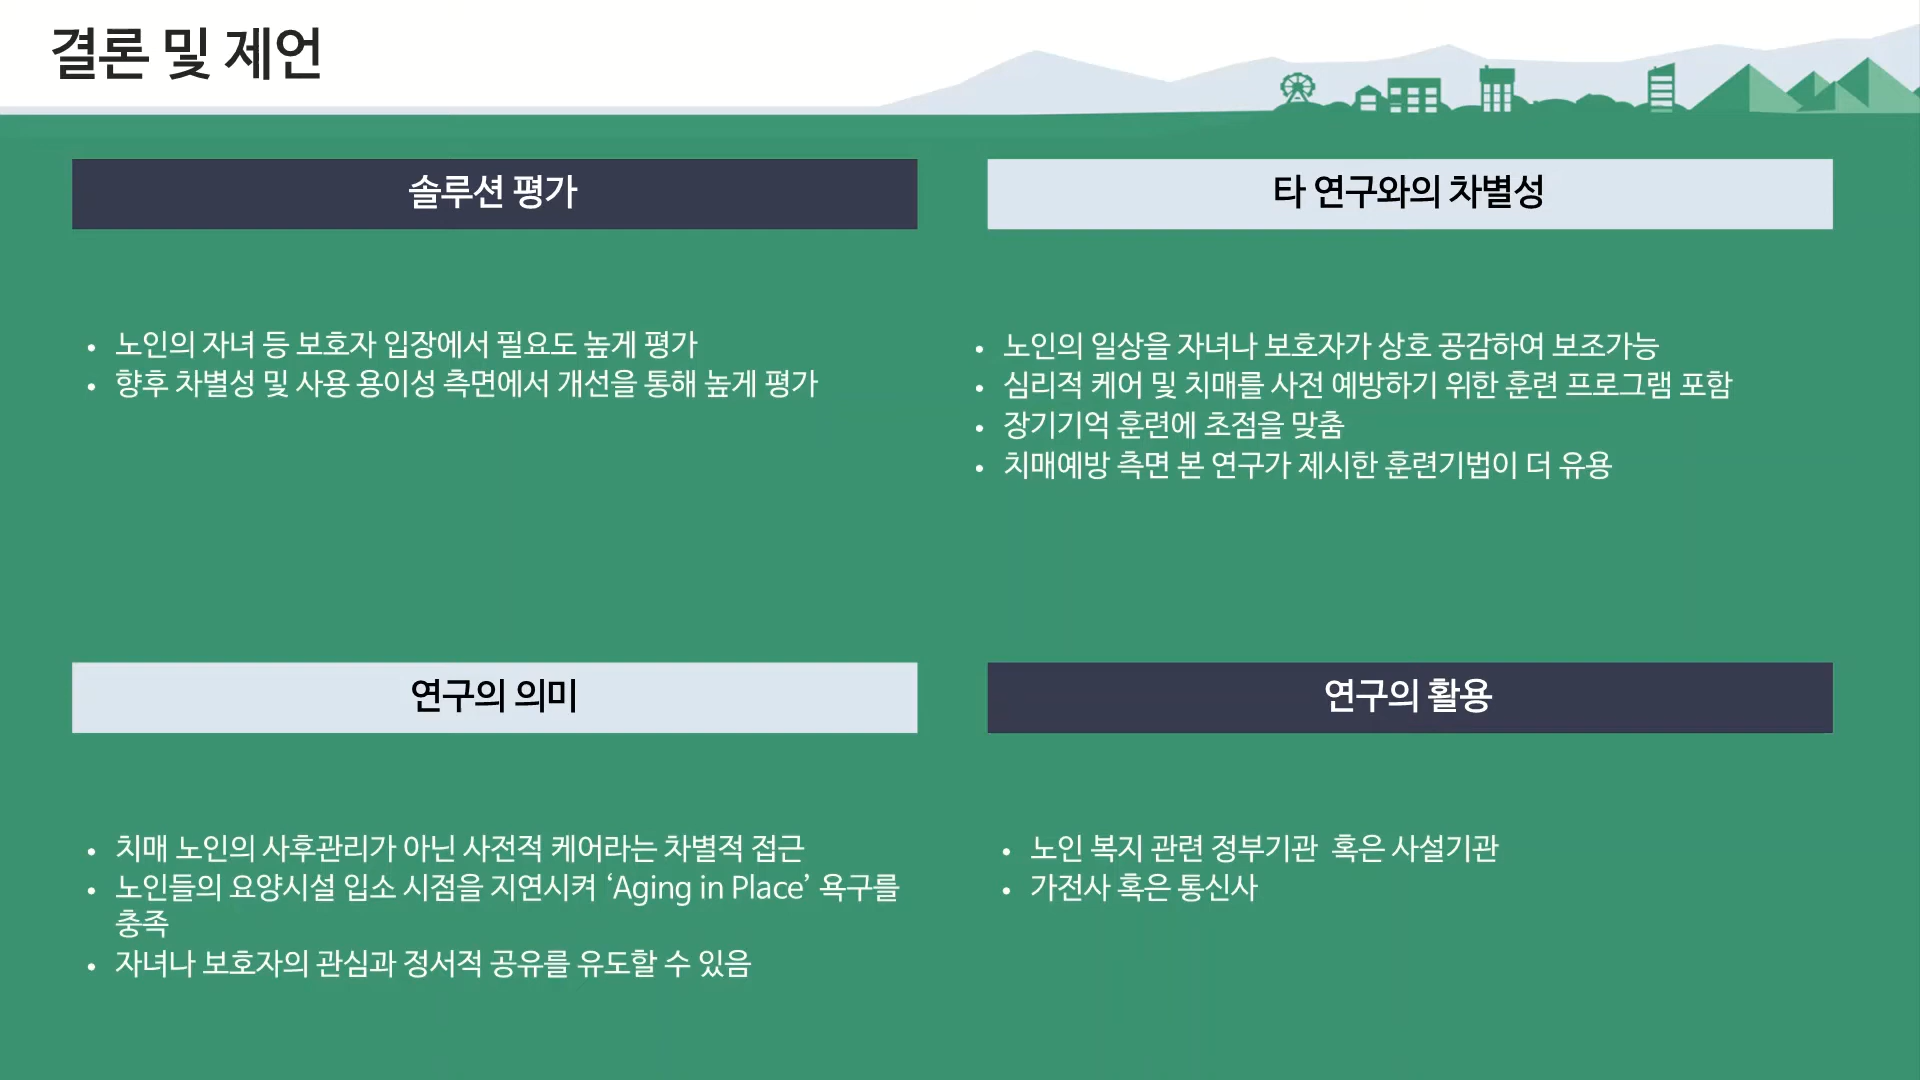 결론 및 제언
솔루션 평가
• 노인의 자녀 등 보호자 입장에서 필요도 높게 평가
• 향후 차별성 및 사용 용이성 측면에서 개선을 통해 높게 평가
타 연구와의 차별성
• 노인의 일상을 자녀나 보호자가 상호 공감하여 보조가능
• 심리적 케어 및 치매를 사전 예방하기 위한 훈련 프로그램 포함
• 장기기억 훈련에 초점을 맞춤
• 치매예방 측면 본 연구가 제시한 훈련기법이 더 유용
연구의 의미
• 치매 노인의 사후관리가 아닌 사전적 케어라는 차별적 접근
• 노인들의 요양시설 입소 시점을 지연시켜 ‘Aging in Place’ 욕구를
충족
• 자녀나 보호자의 관심과 정서적 공유를 유도할 수 있음
연구의 활용
• 노인 복지 관련 정부기관  혹은 사설기관
• 가전사 혹은 통신사